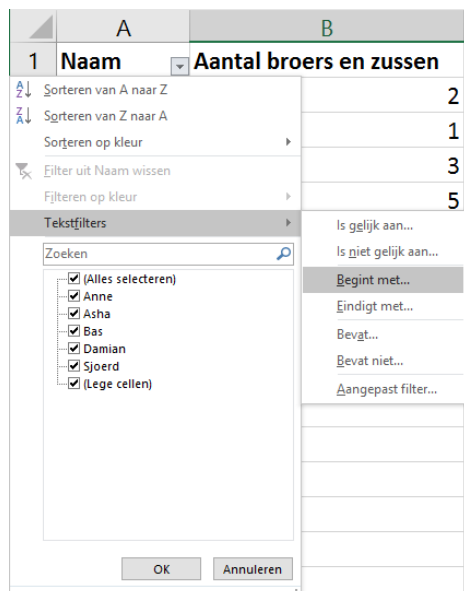 A B
1 Naam Aantal broers en zussen
Sorteren van A naar Z 2
Sorteren van Z naar A 1
Sorteren op kleur
Filter uit Naam wissen 3
Filteren op kleur 5
Tekstfilters
Zoeken
(Alles selecteren)
Anne
Asha
Bas
Damian
Sjoerd
(Lege cellen)
OK Annuleren
Is gelijk aan...
Is niet gelijk aan...
Begint met...
Eindigt met...
Bevat...
Bevat niet...
Aangepast filter...